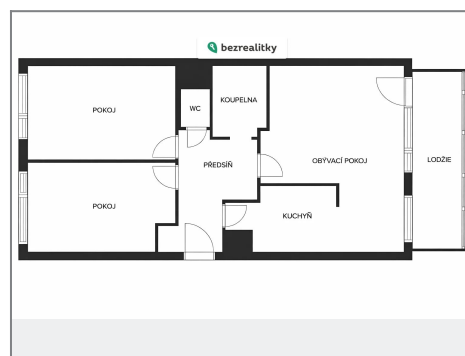 bezrealitky
POKOJ
WC
KOUPELNA
PŘEDSÍŇ
OBÝVACÍ POKOJ
LODŽIE
POKOJ
KUCHYŇ